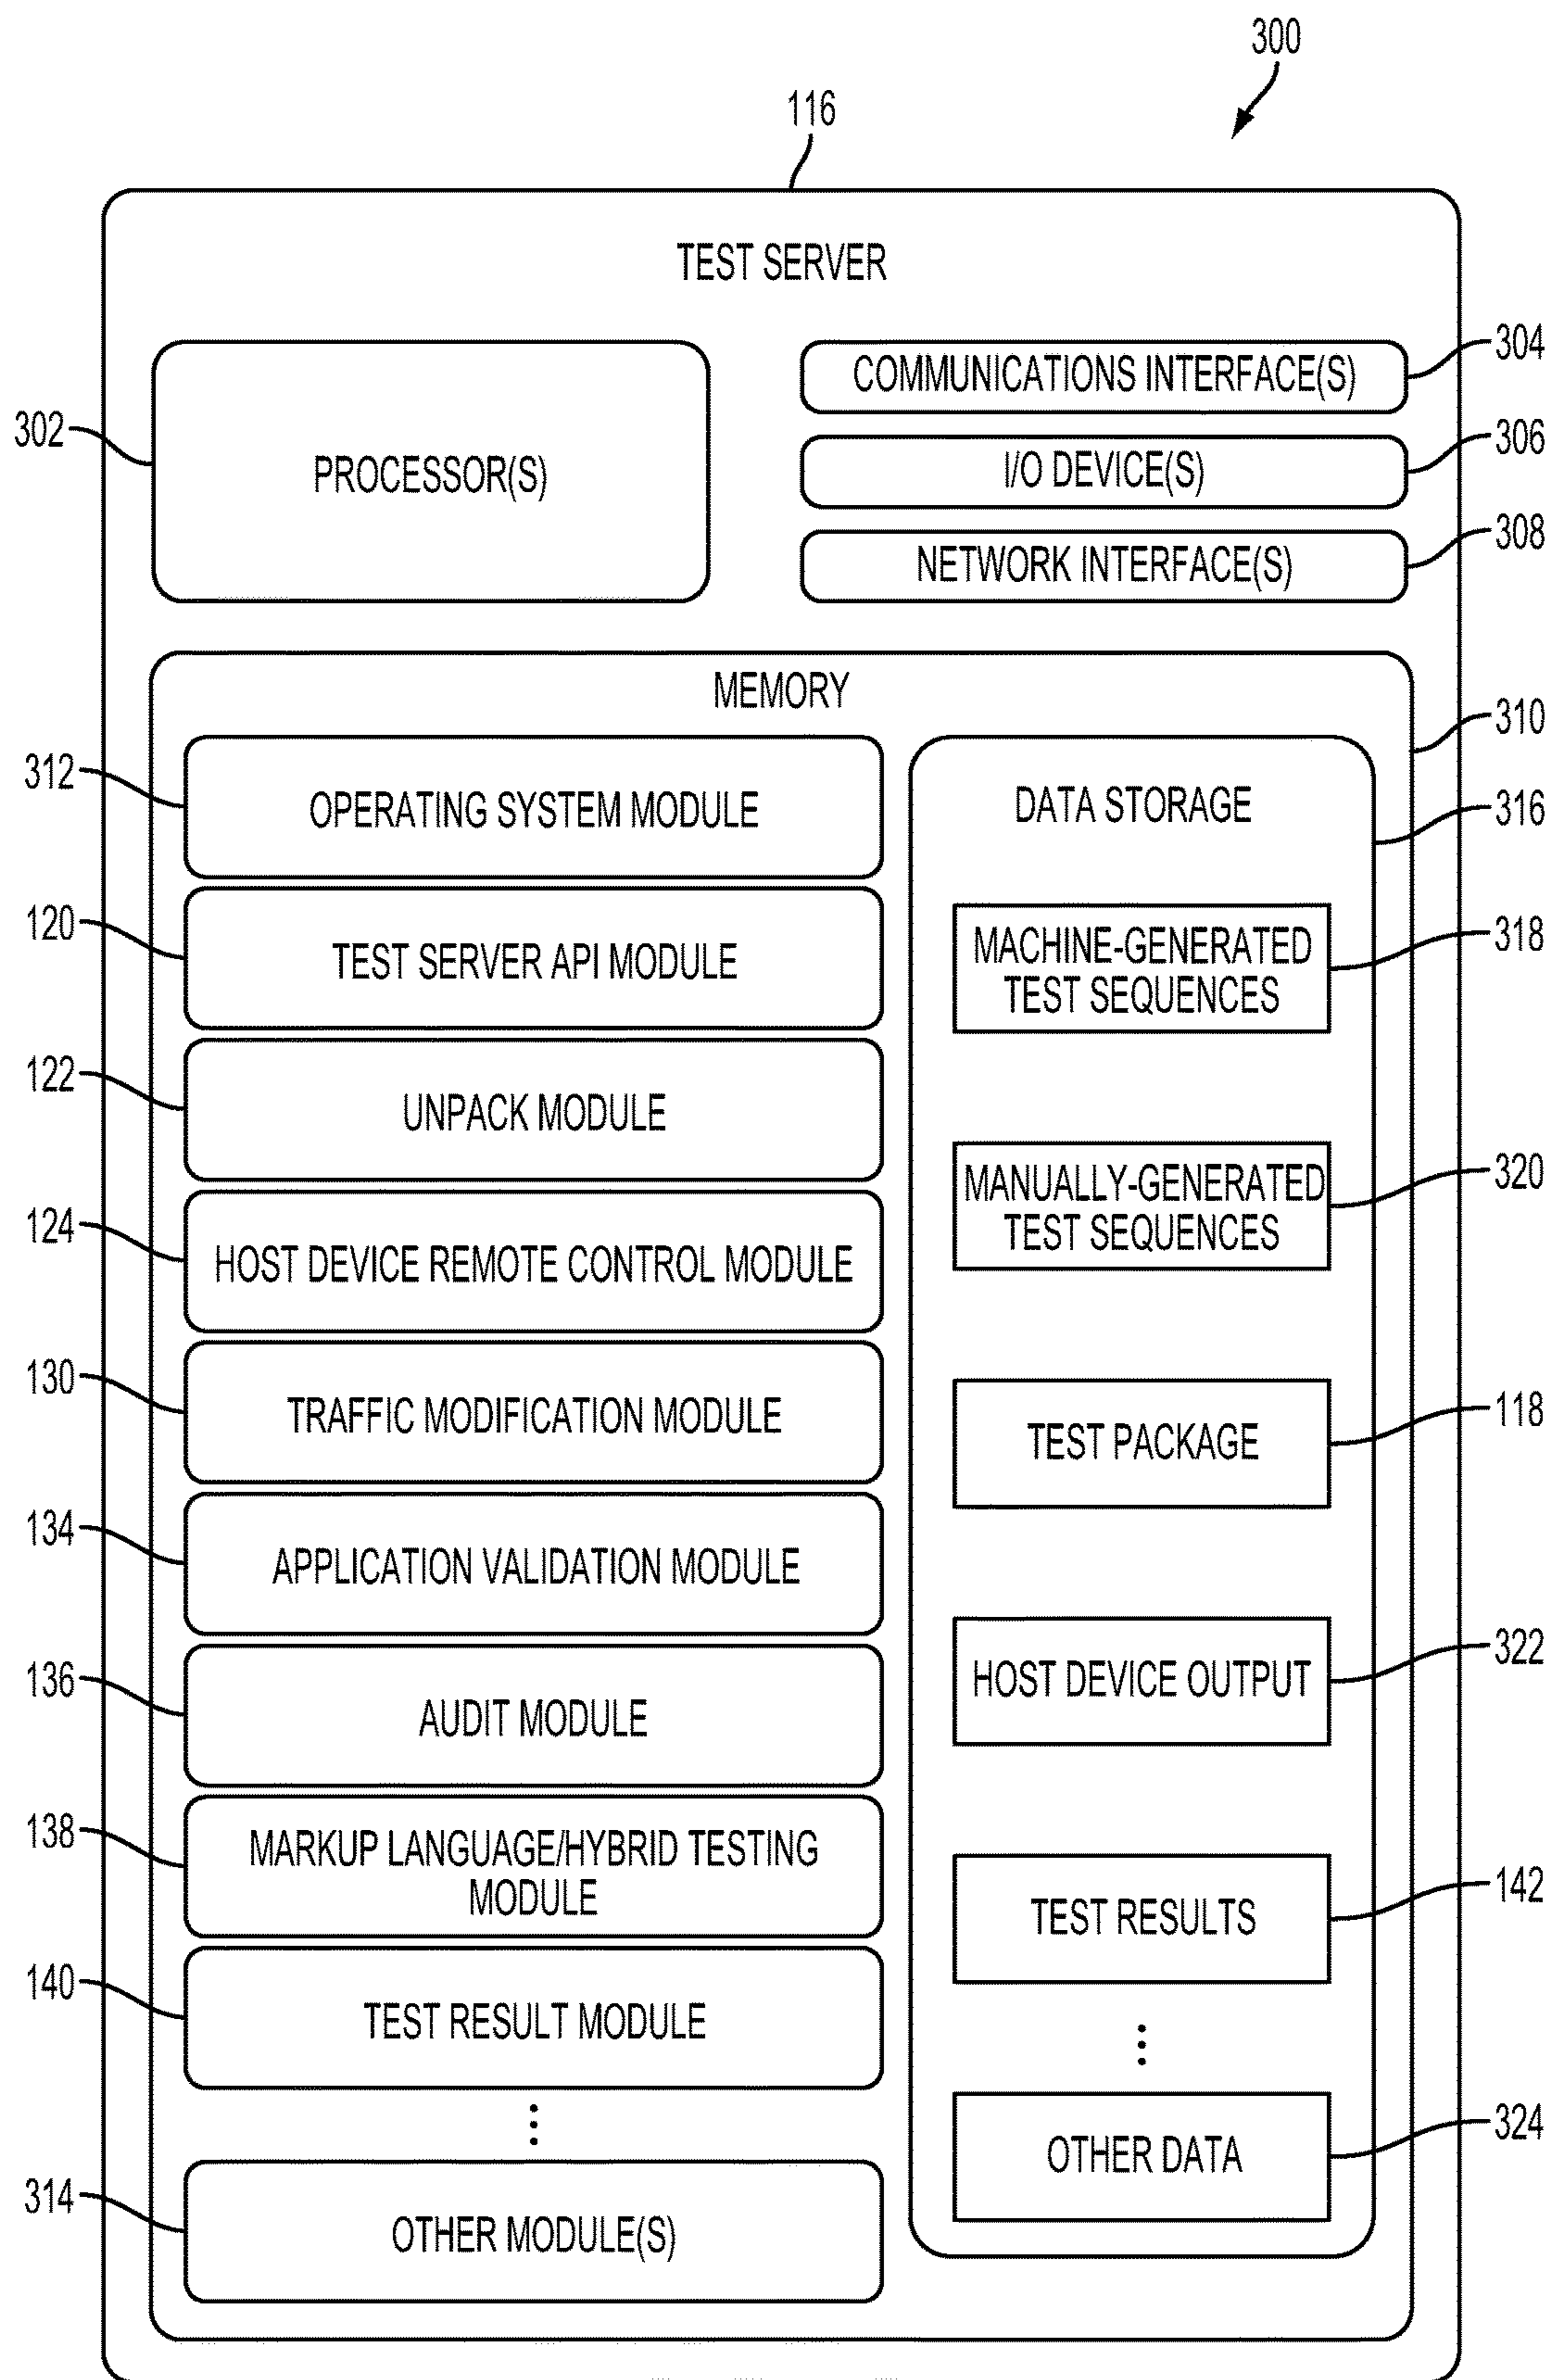 300
116
TEST SERVER
302
PROCESSOR(S)
COMMUNICATIONS INTERFACE(S)
304
I/O DEVICE(S)
306
NETWORK INTERFACE(S)
308
MEMORY
310
312
OPERATING SYSTEM MODULE
120
TEST SERVER API MODULE
122
UNPACK MODULE
124
HOST DEVICE REMOTE CONTROL MODULE
130
TRAFFIC MODIFICATION MODULE
134
APPLICATION VALIDATION MODULE
136
AUDIT MODULE
138
MARKUP LANGUAGE/HYBRID TESTING
MODULE
140
TEST RESULT MODULE
314
OTHER MODULE(S)
DATA STORAGE
316
MACHINE-GENERATED
TEST SEQUENCES
318
MANUALLY-GENERATED
TEST SEQUENCES
320
TEST PACKAGE
118
HOST DEVICE OUTPUT
322
TEST RESULTS
142
OTHER DATA
324